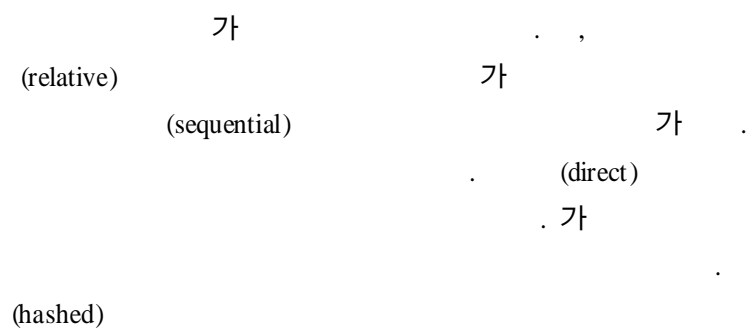 가 . ,
(relative) 가
(sequential) 가 .
. (direct)
. 가
.
(hashed)